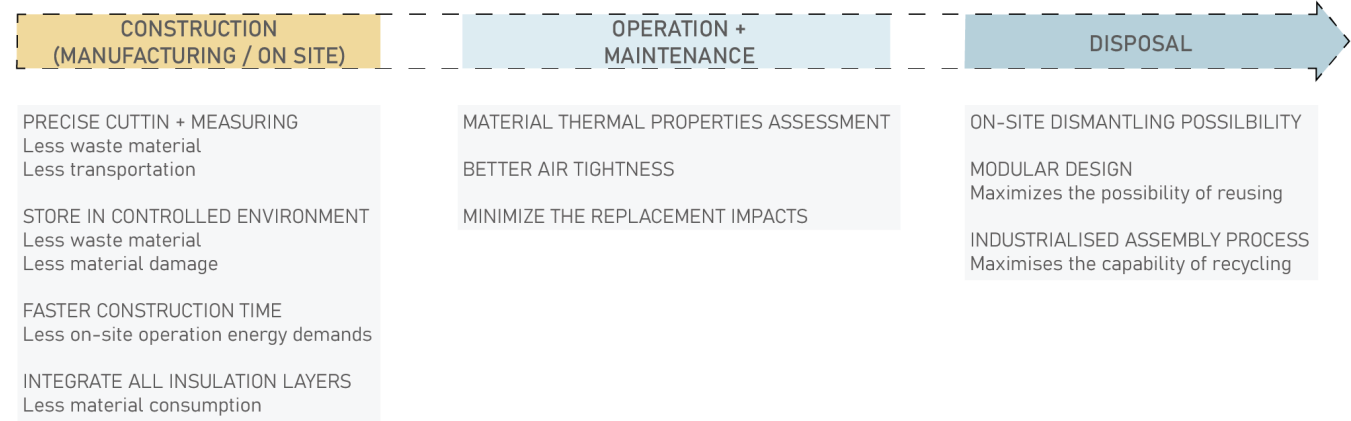 CONSTRUCTION
(MANUFACTURING / ON SITE)
PRECISE CUTTIN + MEASURING
Less waste material
Less transportation
STORE IN CONTROLLED ENVIRONMENT
Less waste material
Less material damage
FASTER CONSTRUCTION TIME
Less on-site operation energy demands
INTEGRATE ALL INSULATION LAYERS
Less material consumption
OPERATION +
MAINTENANCE
MATERIAL THERMAL PROPERTIES ASSESSMENT
BETTER AIR TIGHTNESS
MINIMIZE THE REPLACEMENT IMPACTS
DISPOSAL
ON-SITE DISMANTLING POSSILBILITY
MODULAR DESIGN
Maximizes the possibility of reusing
INDUSTRIALISED ASSEMBLY PROCESS
Maximises the capability of recycling